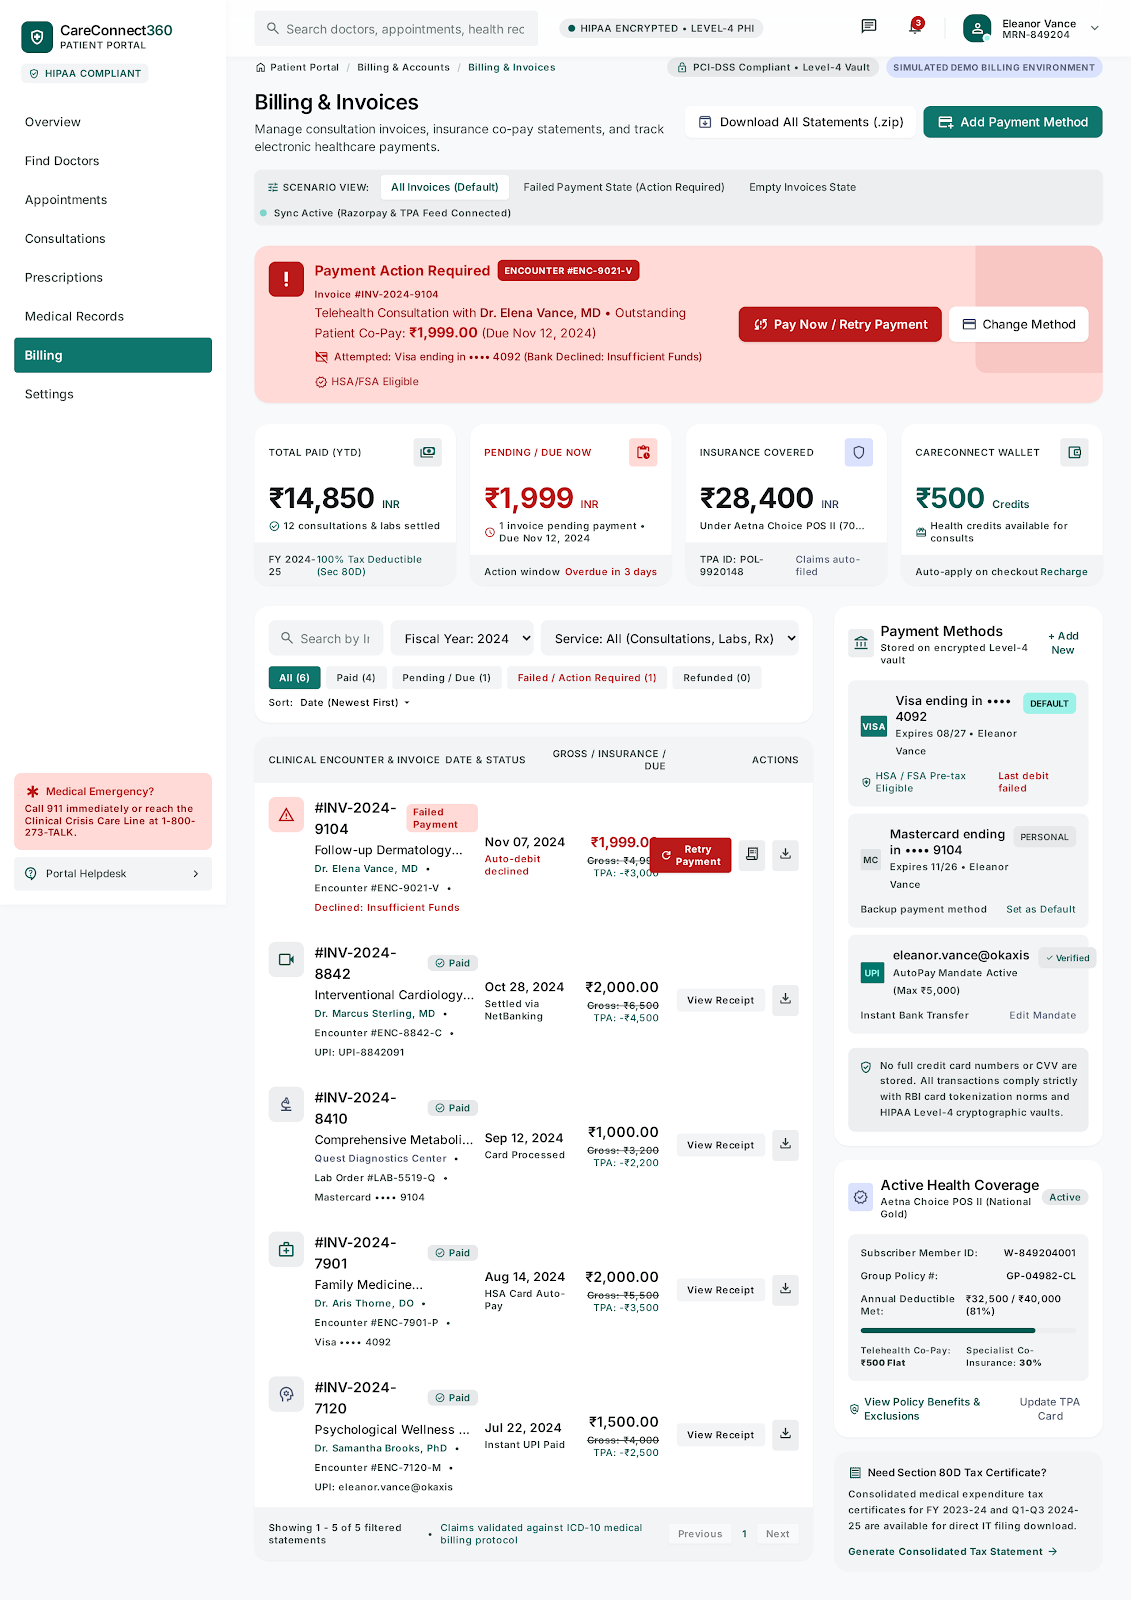 CareConnect360
PATIENT PORTAL
HIPAA COMPLIANT
Overview
Find Doctors
Appointments
Consultations
Prescriptions
Medical Records
Billing
Settings
Medical Emergency?
Call 911 immediately or reach the
Clinical Crisis Care Line at 1-800-
273-TALK.
Portal Helpdesk
Search doctors, appointments, health rec
HIPAA ENCRYPTED • LEVEL-4 PHI
3
Eleanor Vance
MRN-849204
Patient Portal / Billing & Accounts / Billing & Invoices
PCI-DSS Compliant • Level-4 Vault
SIMULATED DEMO BILLING ENVIRONMENT
Billing & Invoices
Manage consultation invoices, insurance co-pay statements, and track
electronic healthcare payments.
Download All Statements (.zip)
Add Payment Method
SCENARIO VIEW:
All Invoices (Default)
Failed Payment State (Action Required)
Empty Invoices State
Sync Active (Razorpay & TPA Feed Connected)
Payment Action Required
ENCOUNTER #ENC-9021-V
Invoice #INV-2024-9104
Telehealth Consultation with Dr. Elena Vance, MD • Outstanding
Patient Co-Pay: ₹1,999.00 (Due Nov 12, 2024)
Attempted: Visa ending in •••• 4092 (Bank Declined: Insufficient Funds)
HSA/FSA Eligible
Pay Now / Retry Payment
Change Method
TOTAL PAID (YTD)
₹14,850 INR
12 consultations & labs settled
FY 2024-
25
100% Tax Deductible
(Sec 80D)
PENDING / DUE NOW
₹1,999 INR
1 invoice pending payment •
Due Nov 12, 2024
Action window
Overdue in 3 days
INSURANCE COVERED
₹28,400 INR
Under Aetna Choice POS II (70...
TPA ID: POL-
9920148
Claims auto-
filed
CARECONNECT WALLET
₹500 Credits
Health credits available for
consults
Auto-apply on checkout
Recharge
Search by I
Fiscal Year: 2024
Service: All (Consultations, Labs, Rx)
All (6)
Paid (4)
Pending / Due (1)
Failed / Action Required (1)
Refunded (0)
Sort: Date (Newest First)
CLINICAL ENCOUNTER & INVOICE
DATE & STATUS
GROSS / INSURANCE /
DUE
ACTIONS
#INV-2024-
9104
Failed
Payment
Follow-up Dermatology...
Dr. Elena Vance, MD •
Encounter #ENC-9021-V •
Declined: Insufficient Funds
Nov 07, 2024
Auto-debit
declined
₹1,999.0
Gross: ₹4,99
TPA: -₹3,000
Retry
Payment
#INV-2024-
8842
Paid
Interventional Cardiology...
Dr. Marcus Sterling, MD •
Encounter #ENC-8842-C •
UPI: UPI-8842091
Oct 28, 2024
Settled via
NetBanking
₹2,000.00
Gross: ₹6,500
TPA: -₹4,500
View Receipt
#INV-2024-
8410
Paid
Comprehensive Metaboli...
Quest Diagnostics Center •
Lab Order #LAB-5519-Q •
Mastercard •••• 9104
Sep 12, 2024
Card Processed
₹1,000.00
Gross: ₹3,200
TPA: -₹2,200
View Receipt
#INV-2024-
7901
Paid
Family Medicine...
Dr. Aris Thorne, DO •
Encounter #ENC-7901-P •
Visa •••• 4092
Aug 14, 2024
HSA Card Auto-
Pay
₹2,000.00
Gross: ₹5,500
TPA: -₹3,500
View Receipt
#INV-2024-
7120
Paid
Psychological Wellness ...
Dr. Samantha Brooks, PhD •
Encounter #ENC-7120-M •
UPI: eleanor.vance@okaxis
Jul 22, 2024
Instant UPI Paid
₹1,500.00
Gross: ₹4,000
TPA: -₹2,500
View Receipt
Showing 1 - 5 of 5 filtered
statements
• Claims validated against ICD-10 medical
billing protocol
Previous
1
Next
Payment Methods
Stored on encrypted Level-4
vault
+ Add
New
VISA
Visa ending in ••••
4092
Expires 08/27 • Eleanor
Vance
DEFAULT
HSA / FSA Pre-tax
Eligible
Last debit
failed
MC
Mastercard ending
in •••• 9104
Expires 11/26 • Eleanor
Vance
PERSONAL
Backup payment method
Set as Default
UPI
eleanor.vance@okaxis
AutoPay Mandate Active
(Max ₹5,000)
Verified
Instant Bank Transfer
Edit Mandate
No full credit card numbers or CVV are
stored. All transactions comply strictly
with RBI card tokenization norms and
HIPAA Level-4 cryptographic vaults.
Active Health Coverage
Aetna Choice POS II (National
Gold)
Active
Subscriber Member ID:
W-849204001
Group Policy #:
GP-04982-CL
Annual Deductible
Met:
₹32,500 / ₹40,000
(81%)
Telehealth Co-Pay:
₹500 Flat
Specialist Co-
Insurance: 30%
View Policy Benefits &
Exclusions
Update TPA
Card
Need Section 80D Tax Certificate?
Consolidated medical expenditure tax
certificates for FY 2023-24 and Q1-Q3 2024-
25 are available for direct IT filing download.
Generate Consolidated Tax Statement →